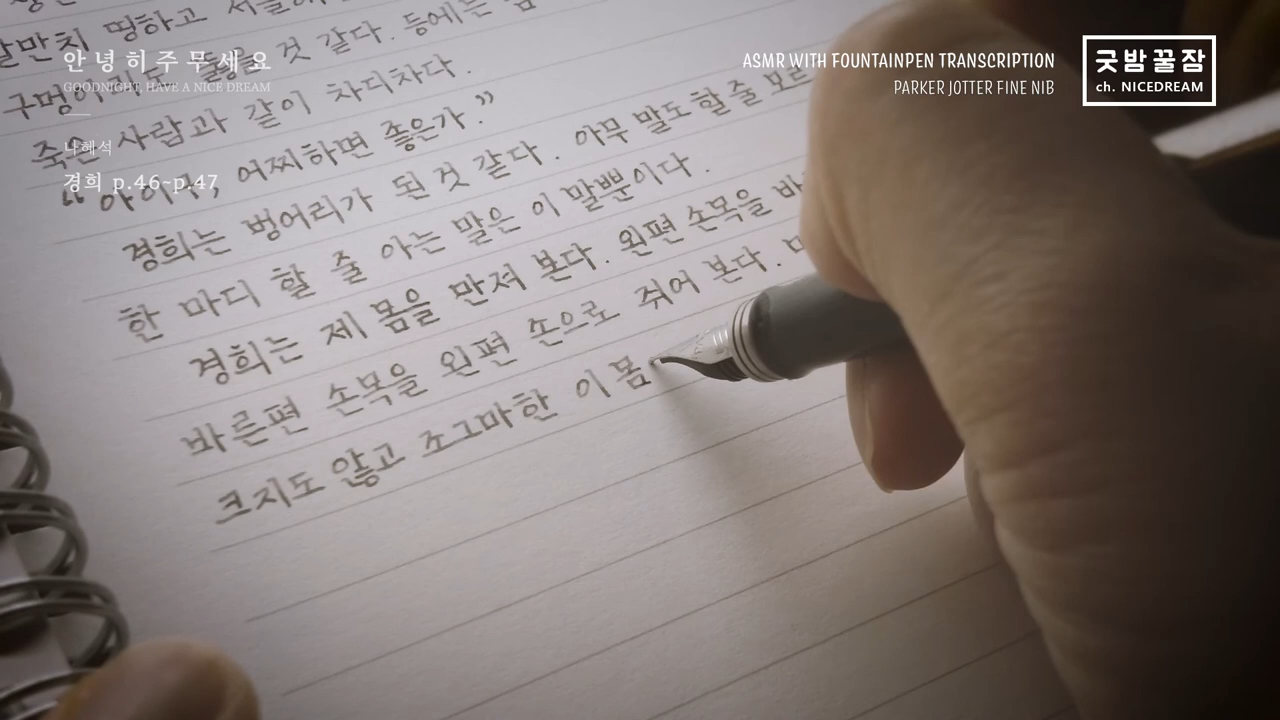 안녕히주무세요
GOODNIGHT, HAVE A NICE DREAM
나혜석
경희 p.46~p.47
ASMR WITH FOUNTAINPEN TRANSCRIPTION
PARKER JOTTER FINE NIB
굿밤꿀잠
ch. NICEDREAM
멍하고
것 같다. 등에는
죽은 사람과 같이 차디차다.
“아이구, 어찌하면 좋은가.”
경희는 벙어리가 된 것 같다. 아무 말도 할 줄 모르
한 마디 할 줄 아는 말은 이 말뿐이다.
경희는 제 몸을 만져 본다. 왼편 손목을 바
바른편 손목을 왼편 손으로 쥐어 본다.
크지도 않고 조그마한 이 몸